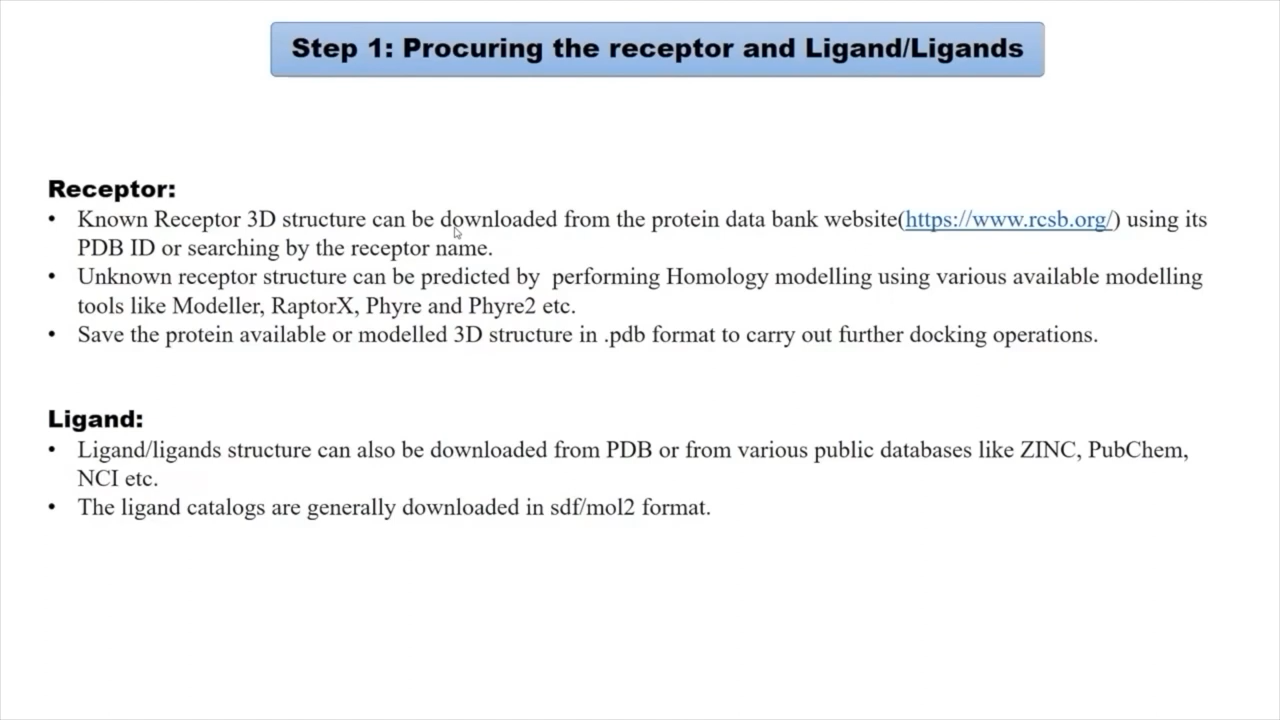 Step 1: Procuring the receptor and Ligand/Ligands
Receptor:
• Known Receptor 3D structure can be downloaded from the protein data bank website(https://www.rcsb.org/) using its
PDB ID or searching by the receptor name.
• Unknown receptor structure can be predicted by  performing Homology modelling using various available modelling
tools like Modeller, RaptorX, Phyre and Phyre2 etc.
• Save the protein available or modelled 3D structure in .pdb format to carry out further docking operations.
Ligand:
• Ligand/ligands structure can also be downloaded from PDB or from various public databases like ZINC, PubChem,
NCI etc.
• The ligand catalogs are generally downloaded in sdf/mol2 format.